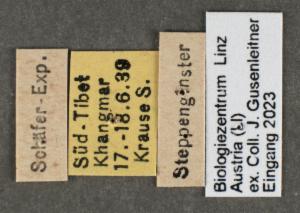 Schäfer-Exp.
Süd-Tibet
Khangmar
17.-18.6.39
Krause S.
Steppengünster
Biologiezentrum Linz
Austria (LI)
ex. Coll. J. Gusenleitner
Eingang 2023